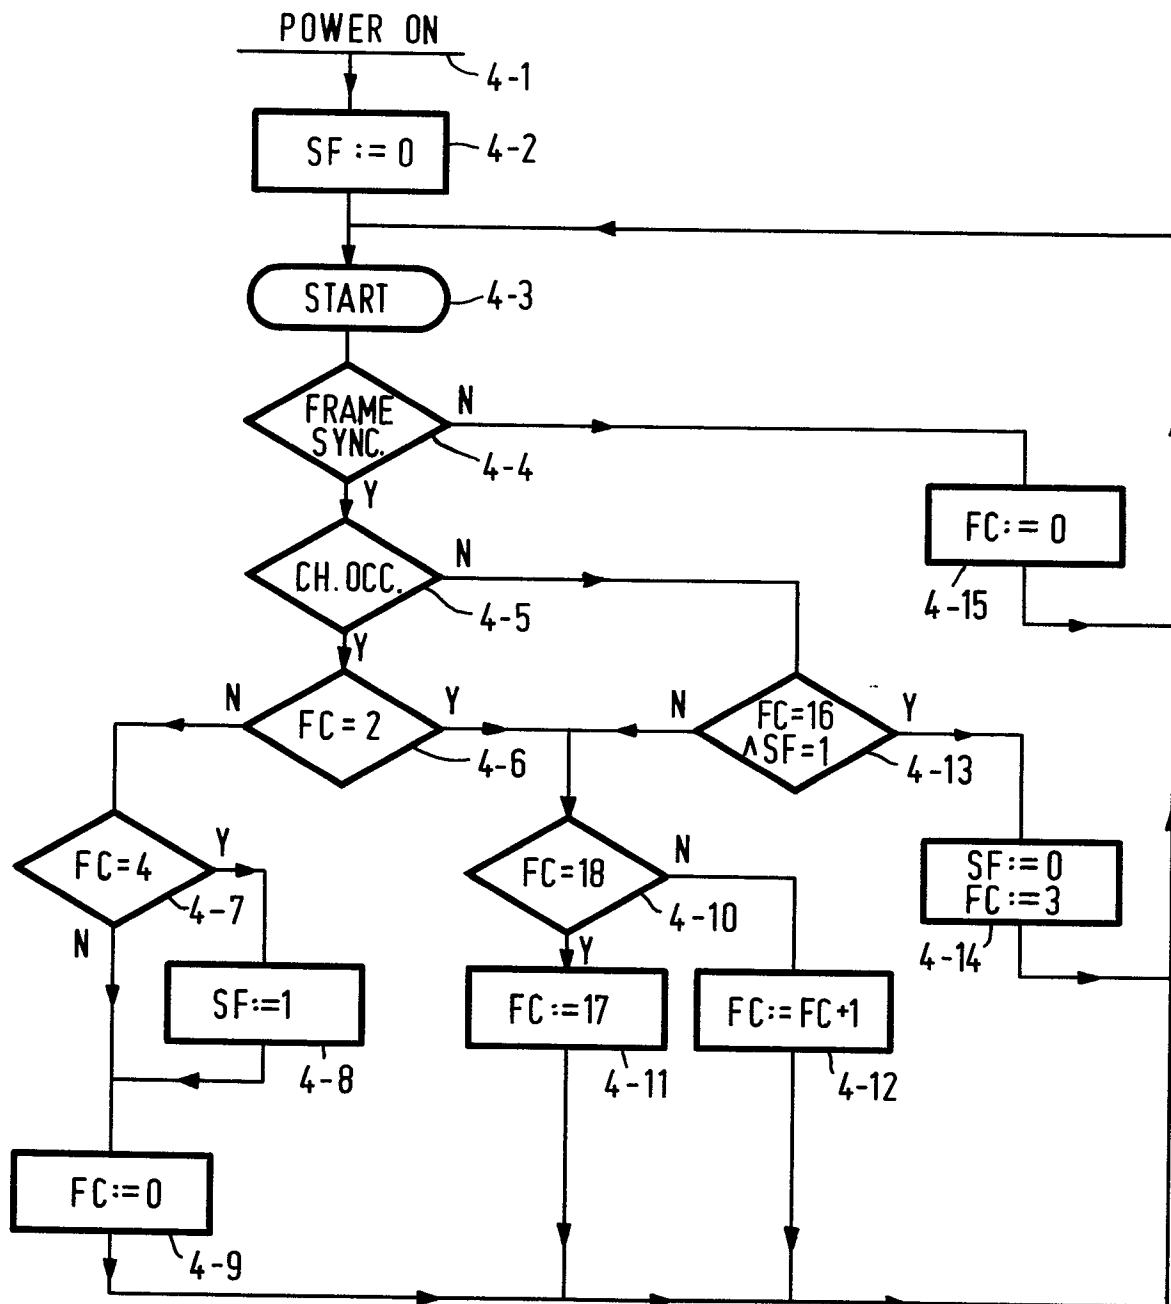 POWER ON
4-1
SF := 0
4-2
START
4-3
FRAME
SYNC.
N
4-4
Y
FC:= 0
4-15
CH. OCC.
N
4-5
Y
FC = 2
N
Y
4-6
FC=16
∧ SF=1
N
Y
4-13
FC=4
Y
4-7
N
FC=18
N
4-10
Y
SF:=0
FC:=3
4-14
SF:=1
4-8
FC:=17
4-11
FC:= FC+1
4-12
FC:=0
4-9